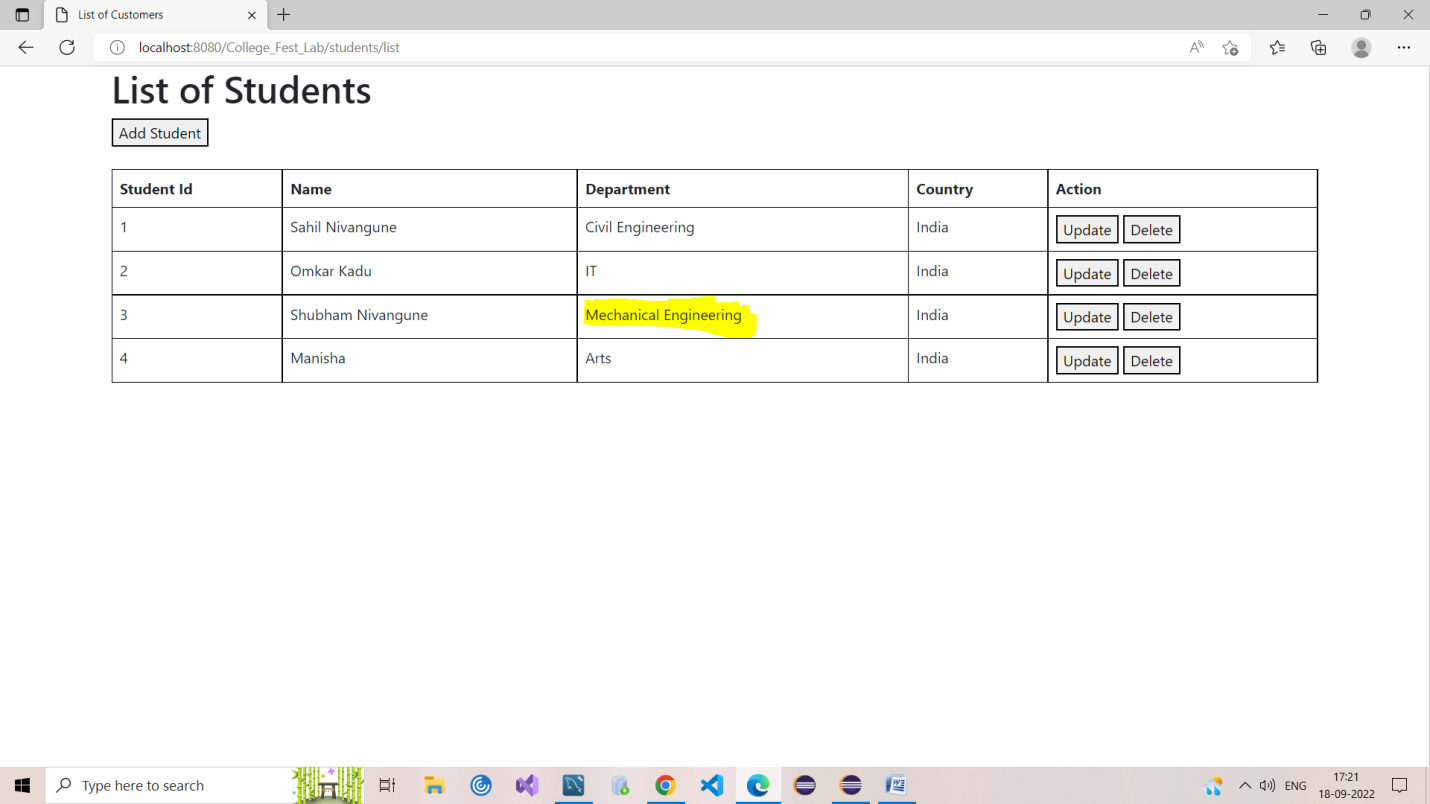 List of Customers
localhost:8080/College_Fest_Lab/students/list
List of Students
Add Student
Student Id Name Department Country Action
1 Sahil Nivangune Civil Engineering India Update Delete
2 Omkar Kadu IT India Update Delete
3 Shubham Nivangune Mechanical Engineering India Update Delete
4 Manisha Arts India Update Delete
Type here to search
ENG
17:21
18-09-2022